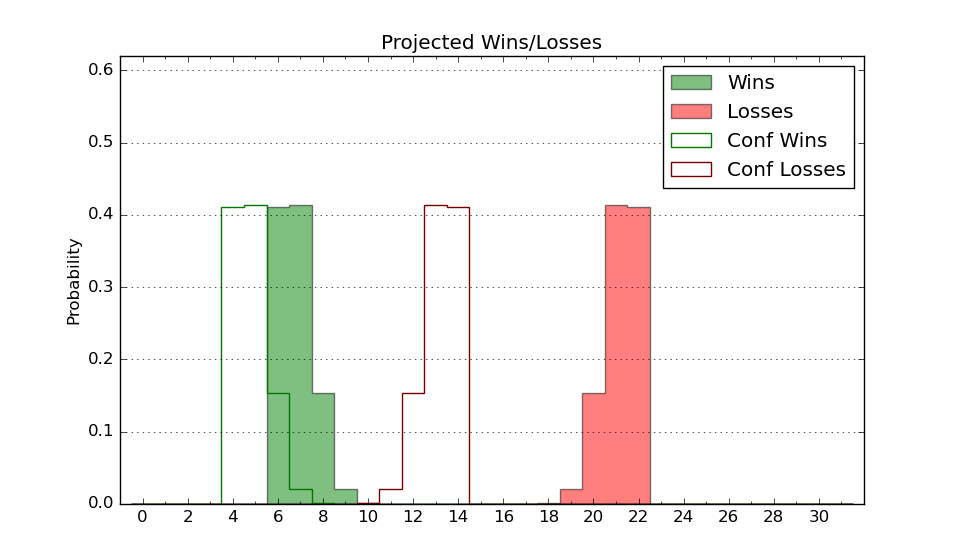 Projected Wins/Losses
0.6
0.5
0.4
0.3
0.2
0.1
0.0
Probability
Wins
Losses
Conf Wins
Conf Losses
0 2 4 6 8 10 12 14 16 18 20 22 24 26 28 30